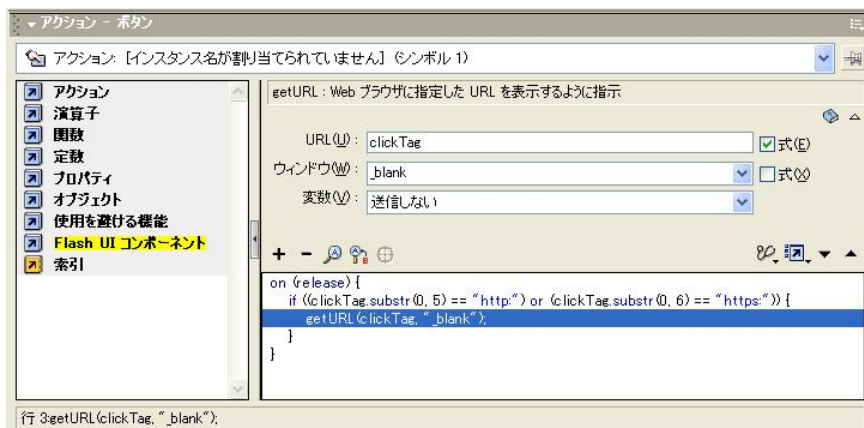 アクション - ボタン
アクション: [インスタンス名が割り当てられていません] (シンボル 1)
アクション
演算子
関数
定数
プロパティ
オブジェクト
使用を避ける機能
Flash UI コンポーネント
索引
getURL : Web ブラウザに指定した URL を表示するように指示
URL(U) : clickTag 式(E)
ウィンドウ(W) : _blank 式(X)
変数(V) : 送信しない
on (release) {
if ((clickTag.substr(0, 5) == "http:") or (clickTag.substr(0, 6) == "https:")) {
getURL(clickTag, "_blank");
}
}
行 3:getURL(clickTag, "_blank");